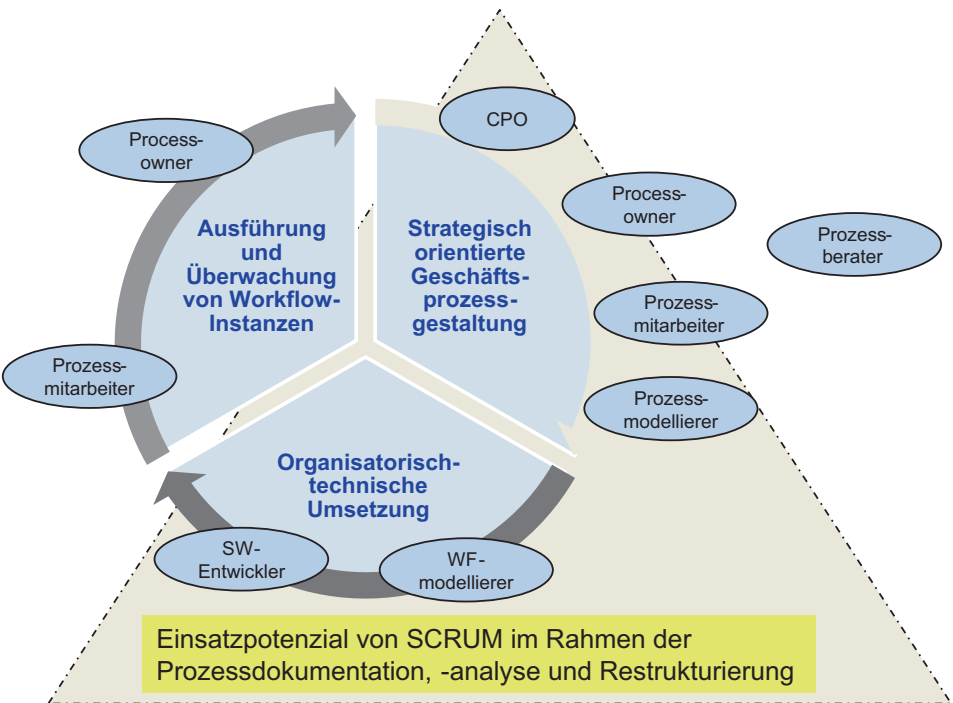 CPO
Process-
owner
Process-
owner
Prozess-
berater
Ausführung
und
Überwachung
von Workflow-
Instanzen
Strategisch
orientierte
Geschäfts-
prozess-
gestaltung
Prozess-
mitarbeiter
Prozess-
mitarbeiter
Prozess-
modellierer
Organisatorisch-
technische
Umsetzung
SW-
Entwickler
WF-
modellierer
Einsatzpotenzial von SCRUM im Rahmen der
Prozessdokumentation, -analyse und Restrukturierung